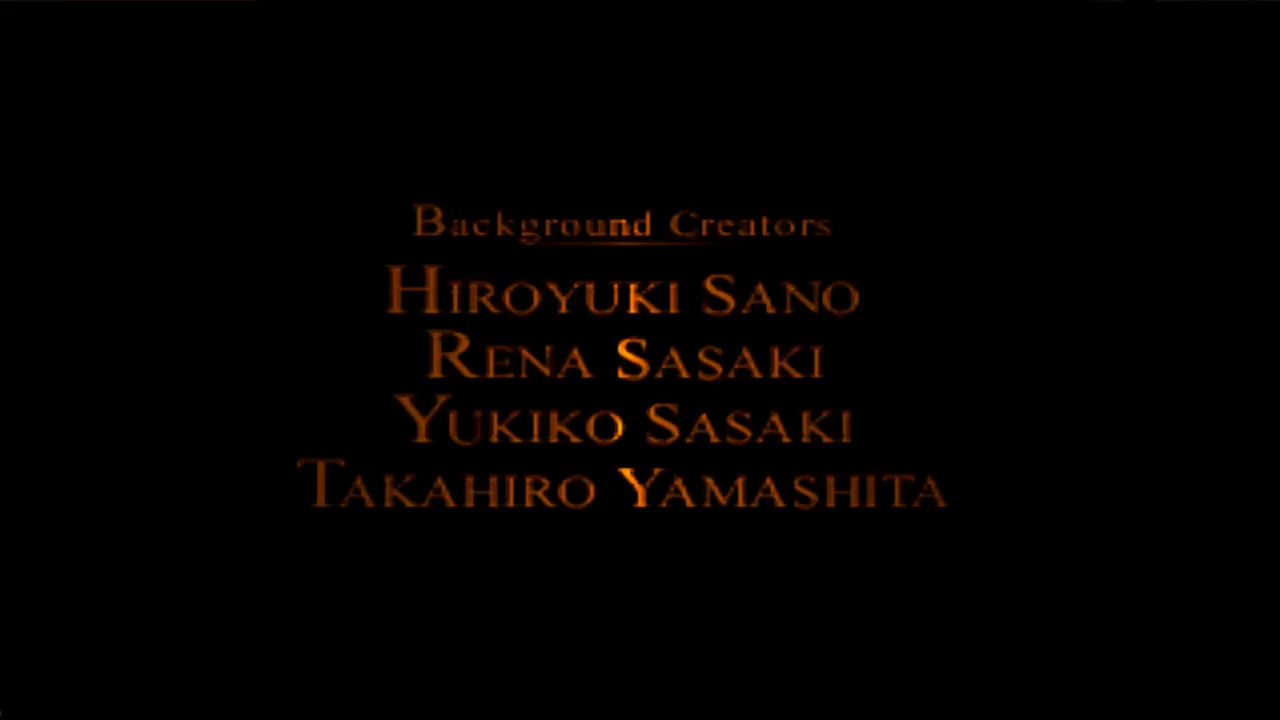 Background Creators
HIROYUKI SANO
RENA SASAKI
YUKIKO SASAKI
TAKAHIRO YAMASHITA